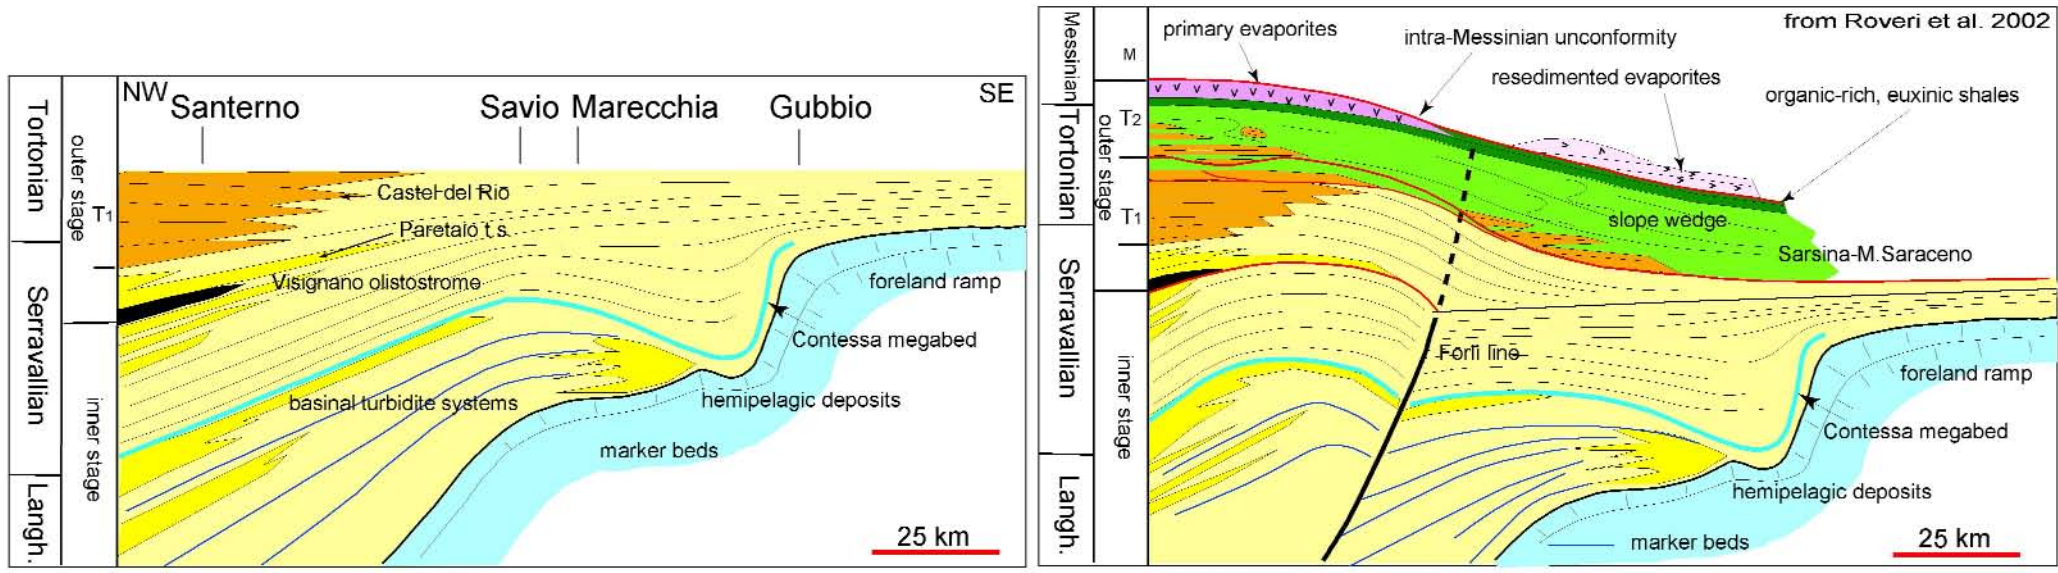 NW
SE
Santerno
Savio
Marecchia
Gubbio
Tortonian
Serravallian
Langh.
outer stage
T1
inner stage
Castel del Rio
Paretaio t.s.
Visignano olistostrome
foreland ramp
Contessa megabed
basinal turbidite systems
hemipelagic deposits
marker beds
25 km
from Roveri et al. 2002
Messinian
Tortonian
Serravallian
Langh.
M
T2
outer stage
T1
inner stage
primary evaporites
intra-Messinian unconformity
resedimented evaporites
organic-rich, euxinic shales
slope wedge
Sarsina-M.Saraceno
Forlì line
foreland ramp
Contessa megabed
hemipelagic deposits
marker beds
25 km